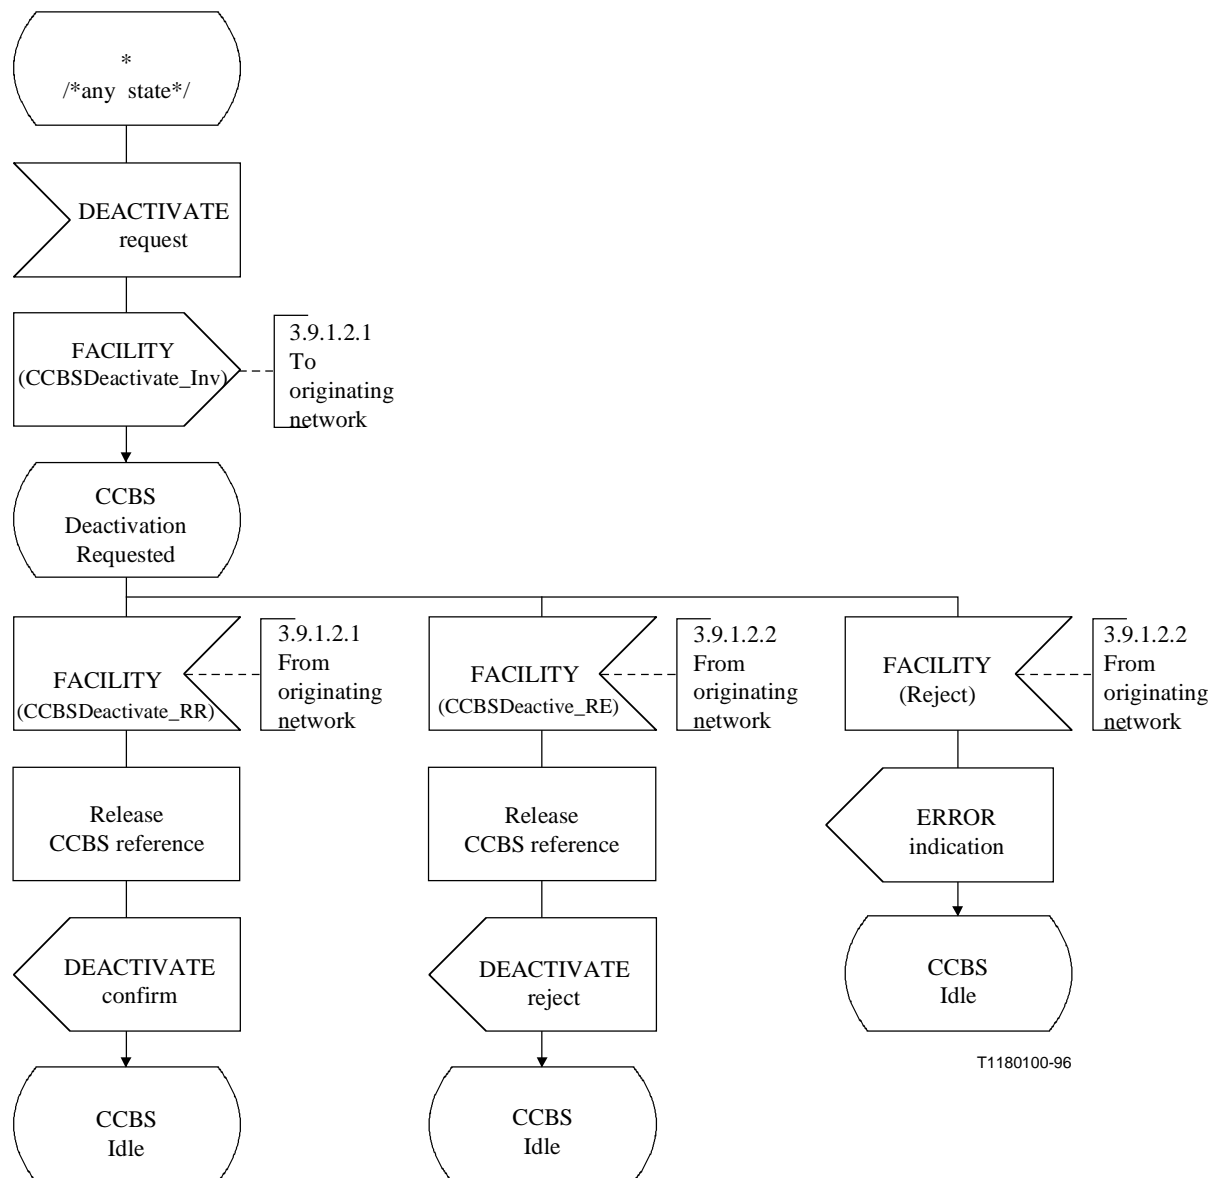 *
/*any state*/
DEACTIVATE
request
FACILITY
(CCBSDeactivate_Inv)
3.9.1.2.1
To
originating
network
CCBS
Deactivation
Requested
FACILITY
(CCBSDeactivate_RR)
3.9.1.2.1
From
originating
network
FACILITY
(CCBSDeactive_RE)
3.9.1.2.2
From
originating
network
FACILITY
(Reject)
3.9.1.2.2
From
originating
network
Release
CCBS reference
Release
CCBS reference
ERROR
indication
DEACTIVATE
confirm
DEACTIVATE
reject
CCBS
Idle
T1180100-96
CCBS
Idle
CCBS
Idle